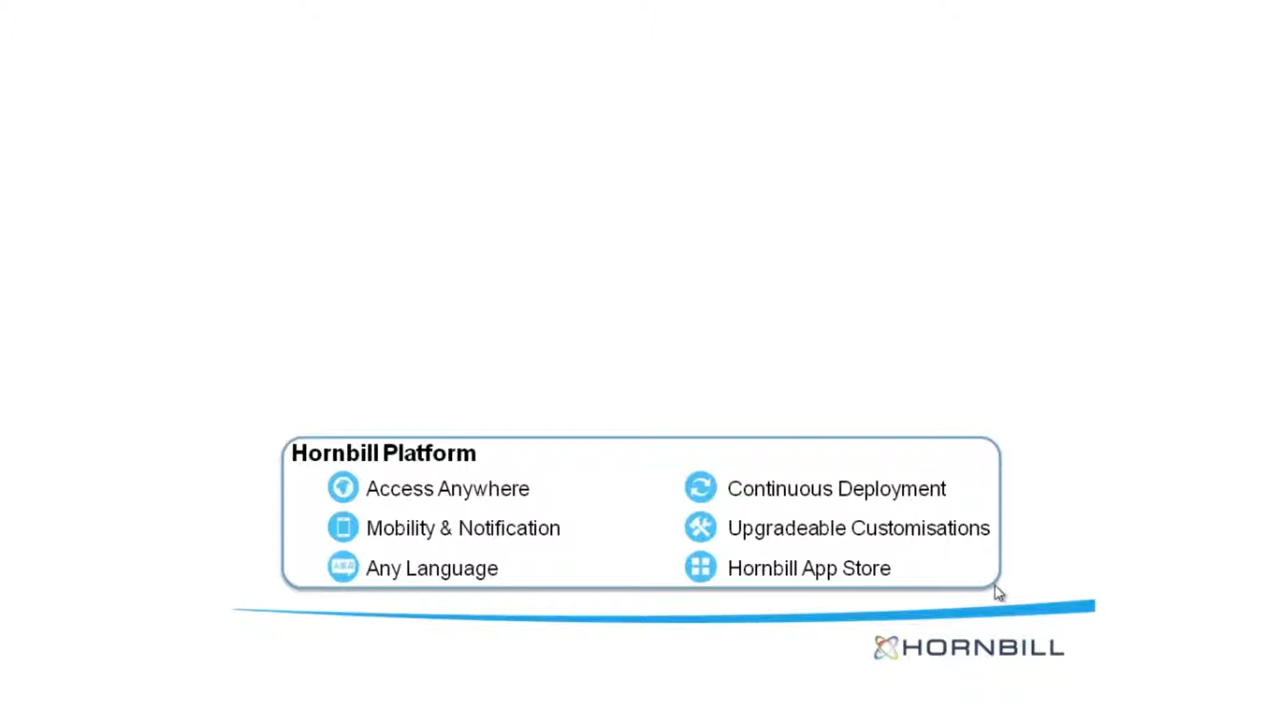 Hornbill Platform
Access Anywhere
Mobility & Notification
Any Language
Continuous Deployment
Upgradeable Customisations
Hornbill App Store
HORNBILL